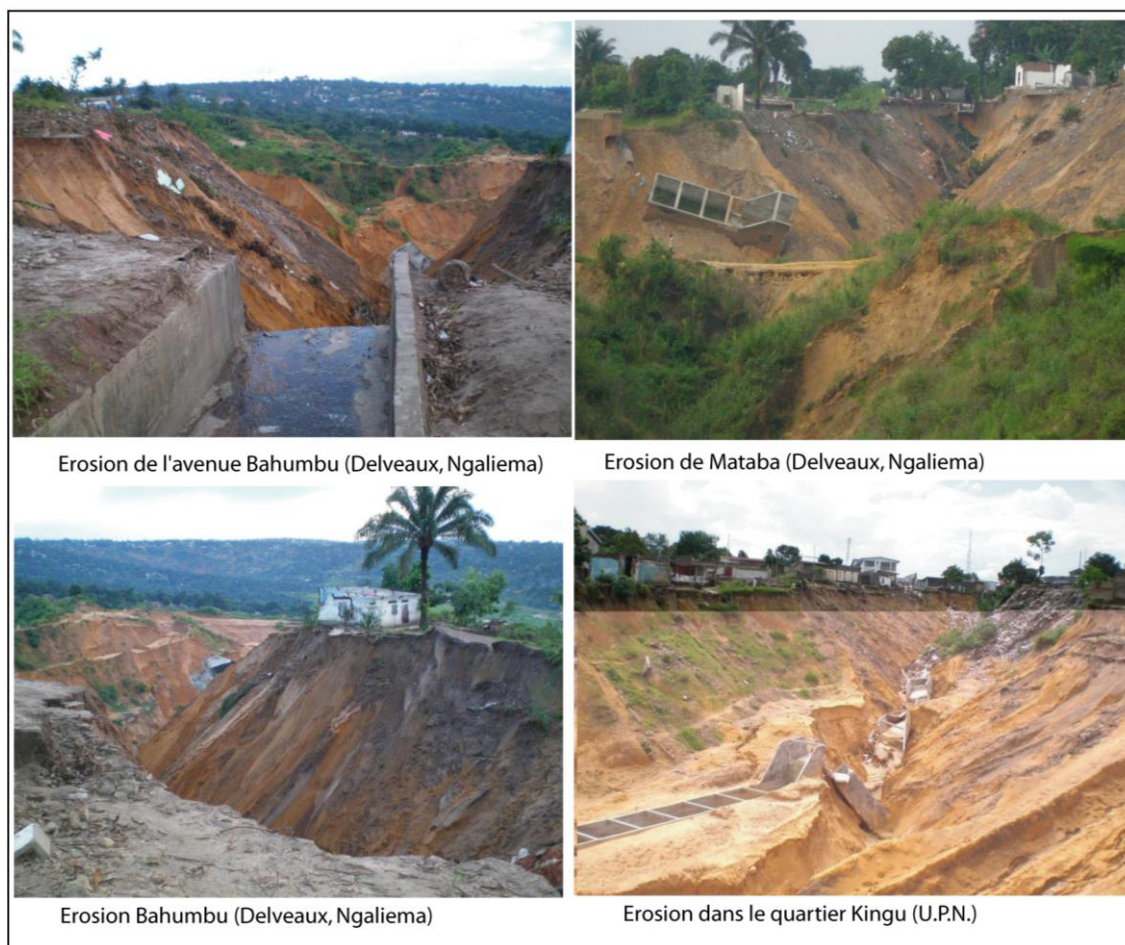 Erosion de l'avenue Bahumbu (Delveaux, Ngaliema)
Erosion de Mataba (Delveaux, Ngaliema)
Erosion Bahumbu (Delveaux, Ngaliema)
Erosion dans le quartier Kingu (U.P.N.)